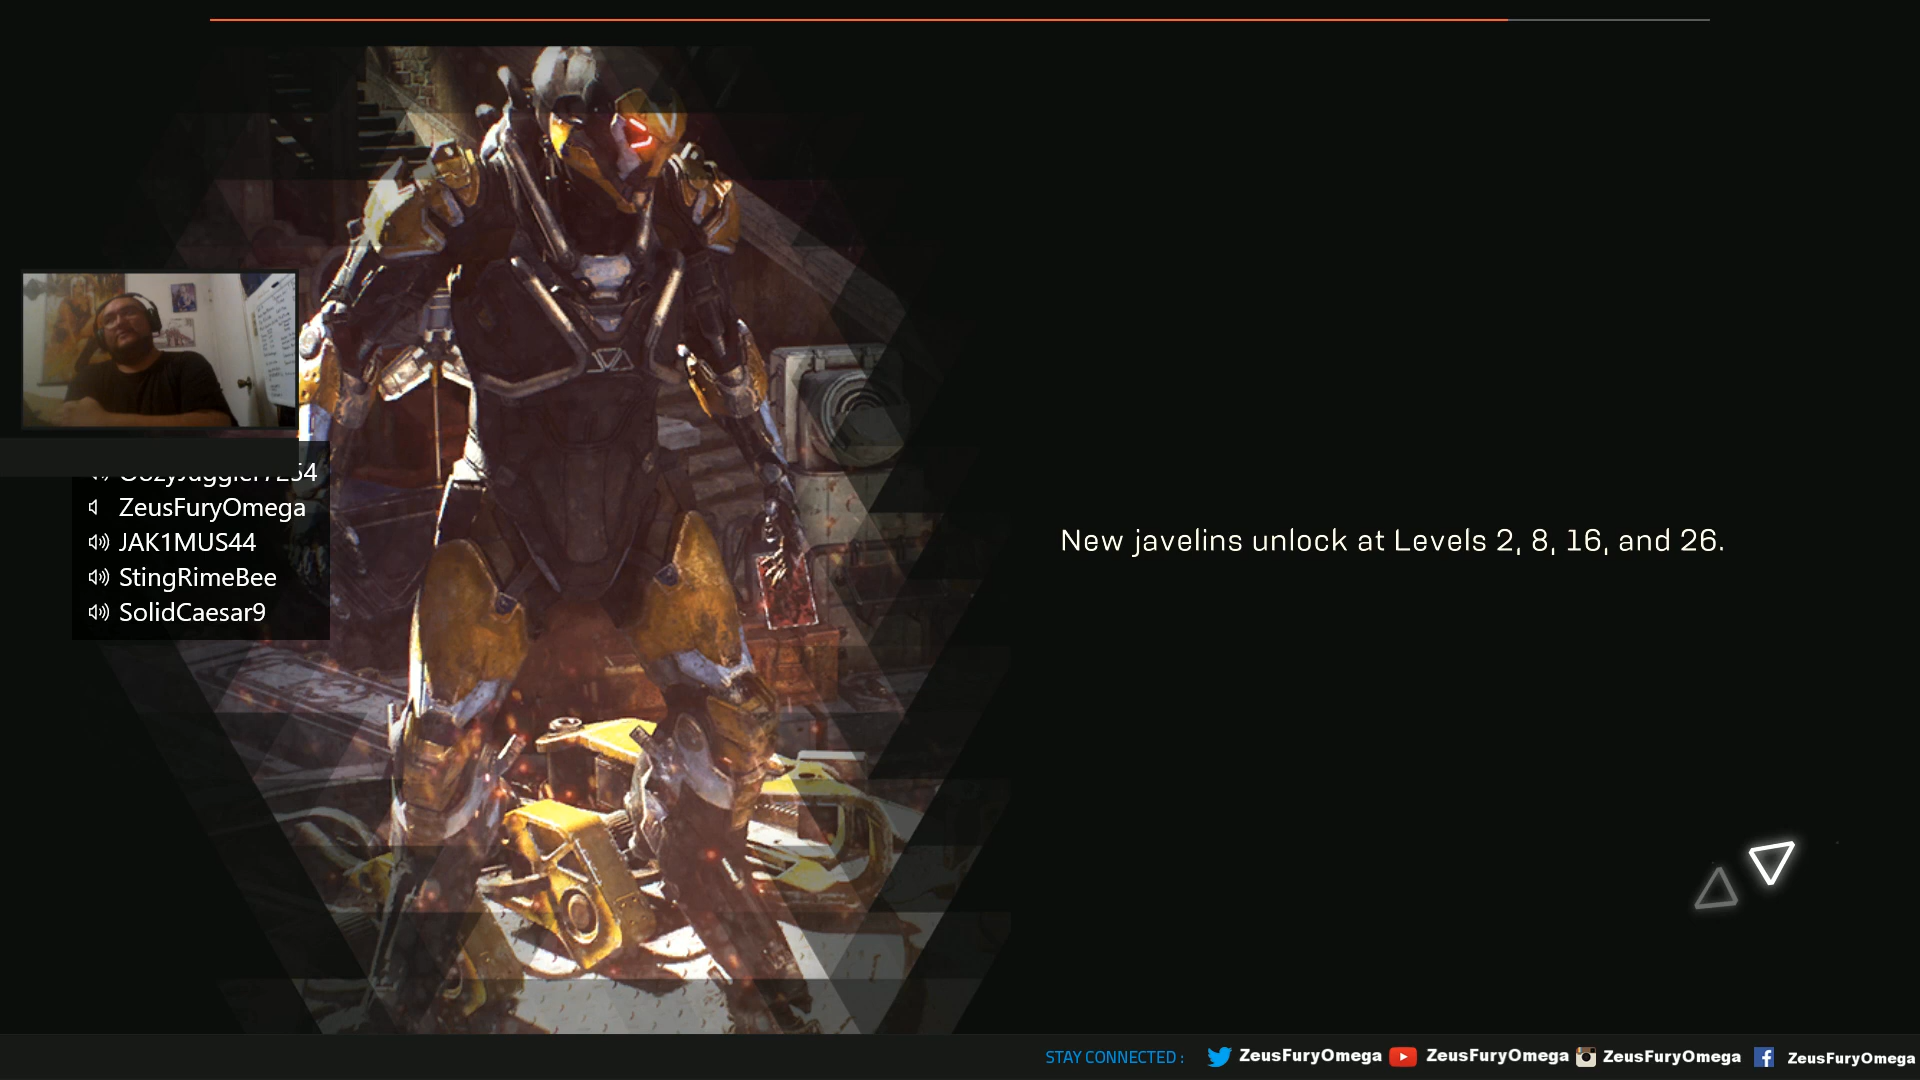 ZeusFuryOmega
JAK1MUS44
StingRimeBee
SolidCaesar9
New javelins unlock at Levels 2, 8, 16, and 26.
STAY CONNECTED : ZeusFuryOmega ZeusFuryOmega ZeusFuryOmega ZeusFuryOmega